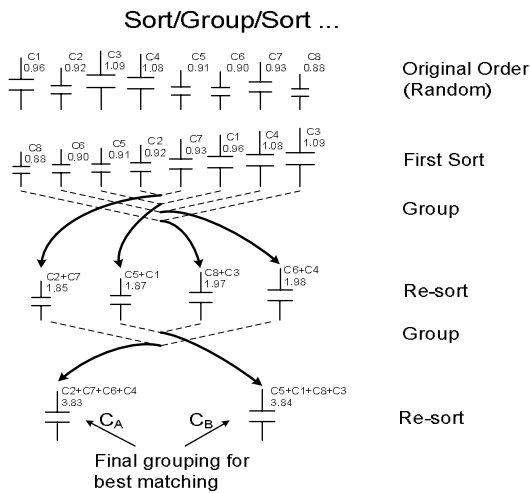 Sort/Group/Sort ...
C1 C2 C3 C4 C5 C6 C7 C8
0.96 0.92 1.09 1.08 0.91 0.90 0.93 0.88
Original Order
(Random)
C8 C6 C5 C2 C7 C1 C4 C3
0.88 0.90 0.91 0.92 0.93 0.96 1.08 1.09
First Sort
Group
C2+C7 C5+C1 C8+C3 C6+C4
1.85 1.87 1.97 1.98
Re-sort
Group
C2+C7+C6+C4 C5+C1+C8+C3
3.83 3.84
Re-sort
CA CB
Final grouping for
best matching